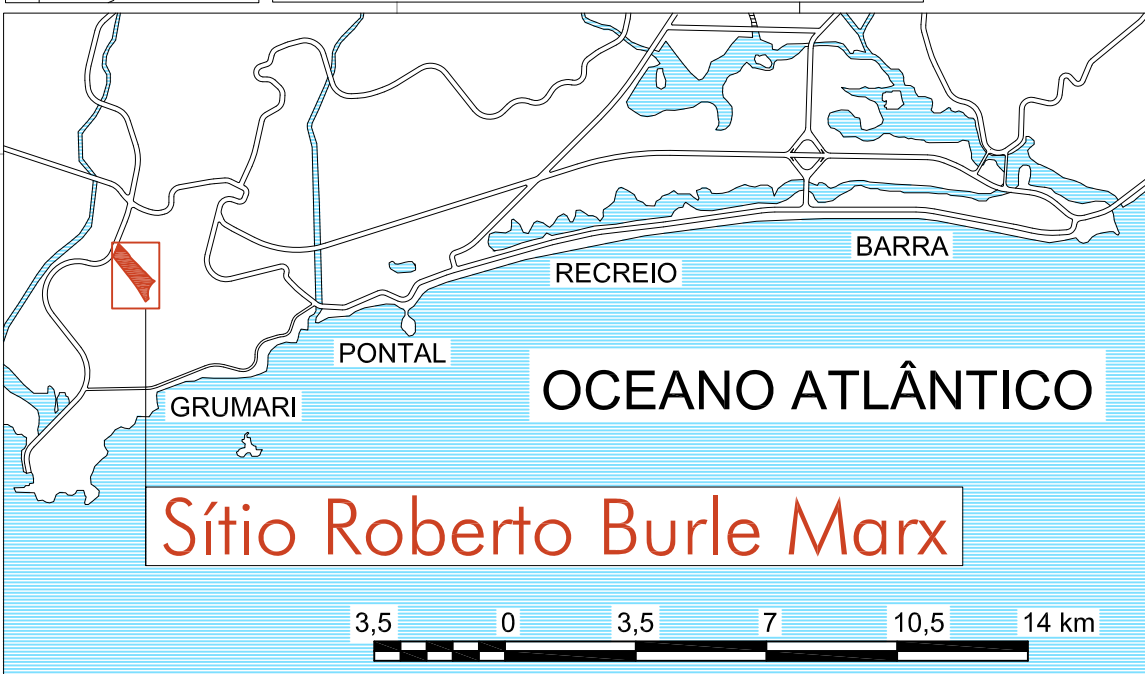 BARRA
RECREIO
PONTAL
OCEANO ATLÂNTICO
GRUMARI
Sítio Roberto Burle Marx
3,5 0 3,5 7 10,5 14 km